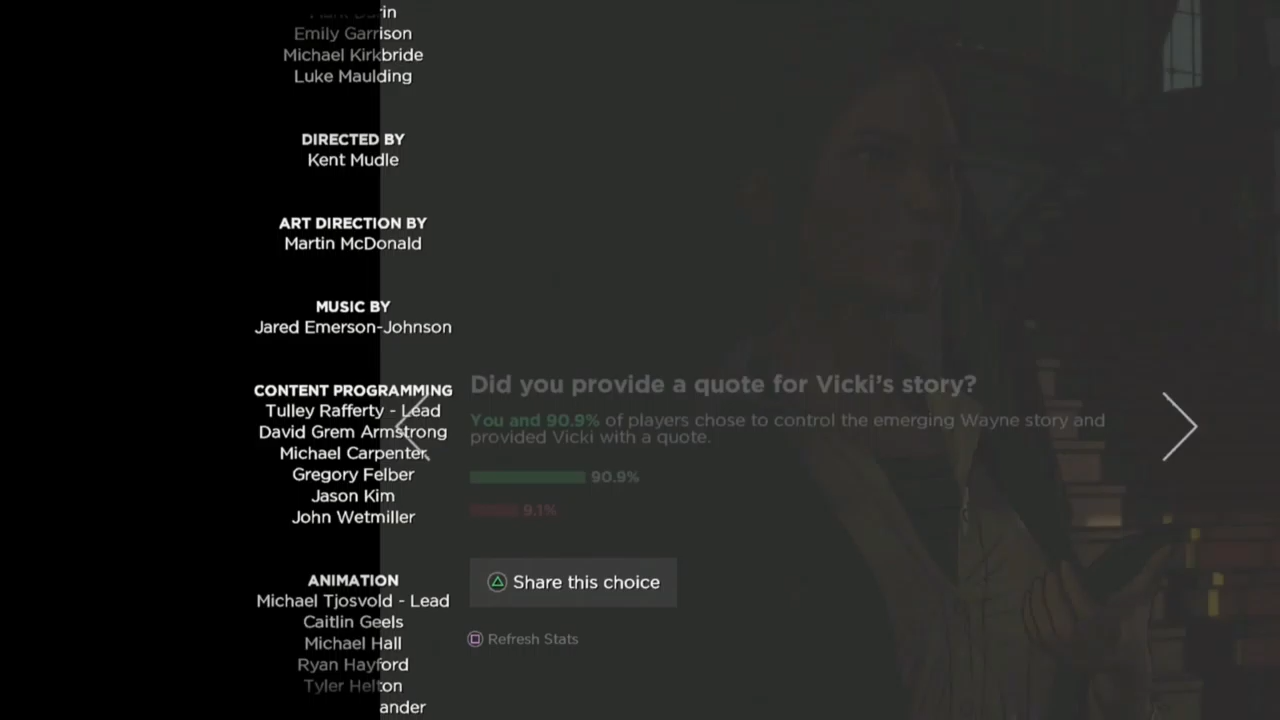 Emily Garrison
Michael Kirkbride
Luke Maulding
DIRECTED BY
Kent Mudle
ART DIRECTION BY
Martin McDonald
MUSIC BY
Jared Emerson-Johnson
CONTENT PROGRAMMING
Tulley Rafferty - Lead
David Grem Armstrong
Michael Carpenter
Gregory Felber
Jason Kim
John Wetmiller
ANIMATION
Michael Tjosvold - Lead
Caitlin Geels
Michael Hall
Ryan Hayford
Tyler Helton
ander
Did you provide a quote for Vicki's story?
You and 90.9% of players chose to control the emerging Wayne story and
provided Vicki with a quote.
90.9%
9.1%
Share this choice
Refresh Stats